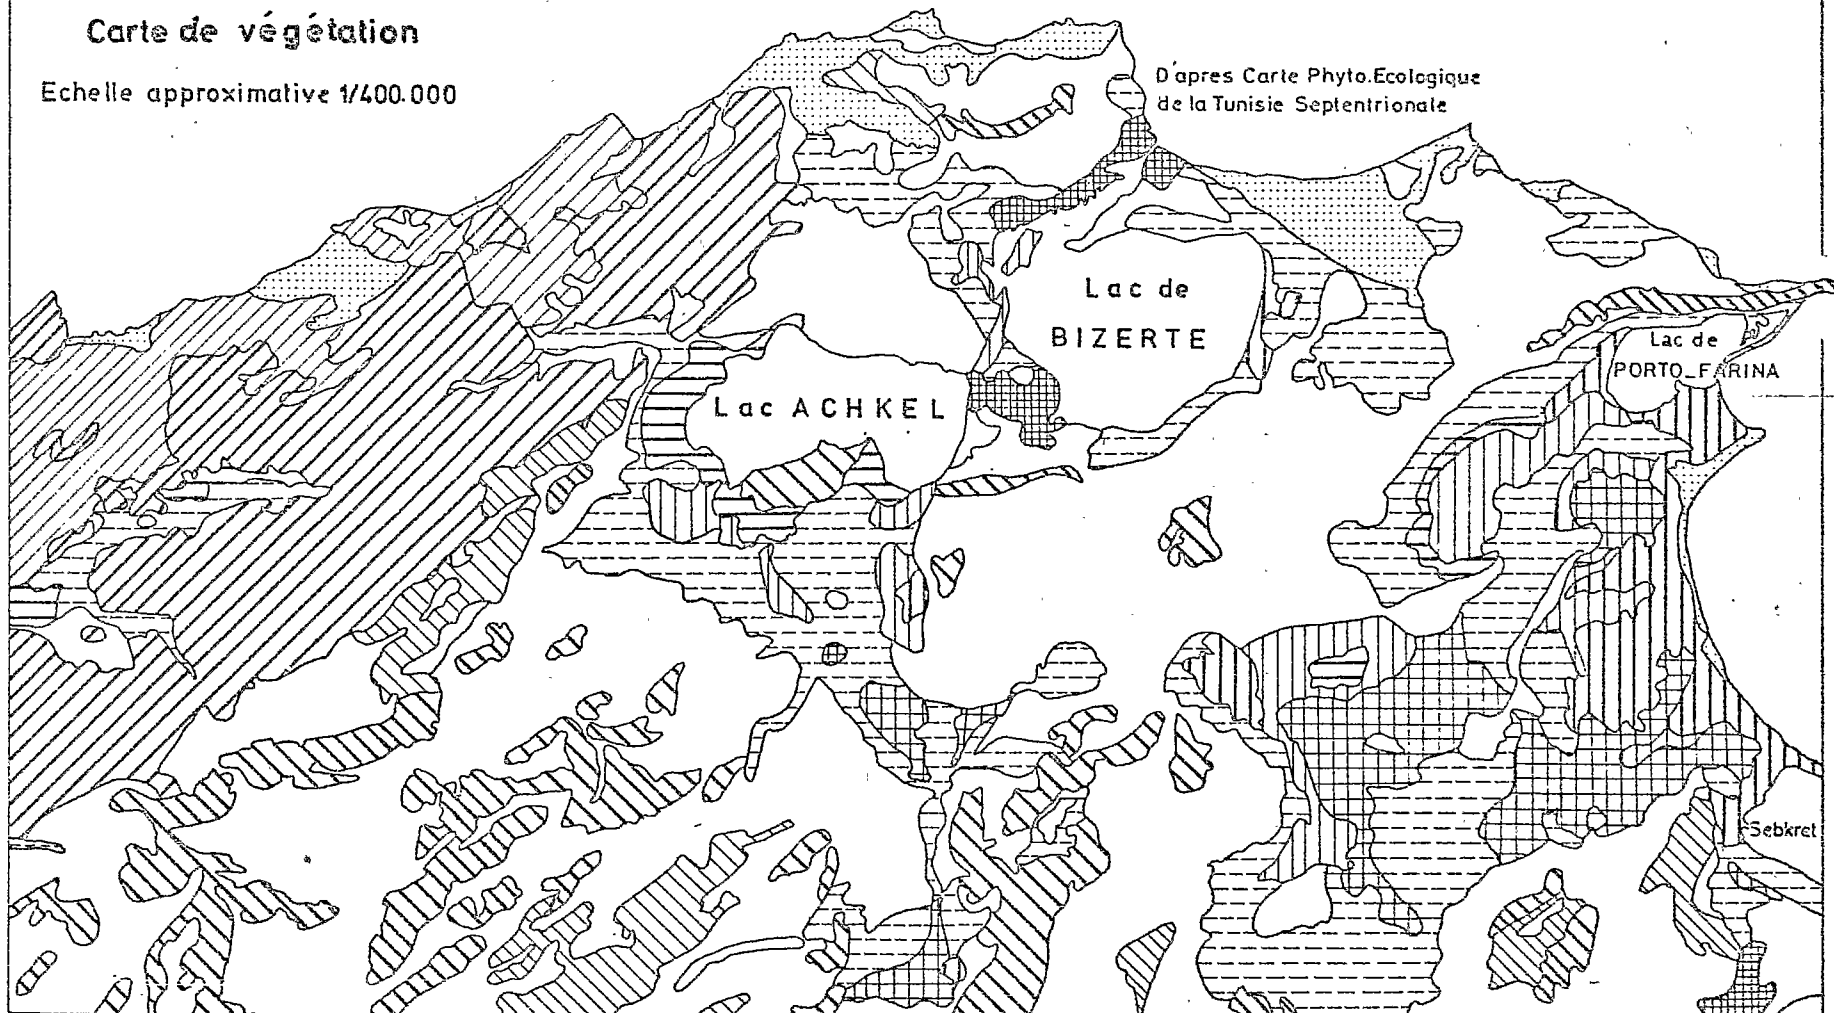 Carte de végétation
Echelle approximative 1/400.000
D'apres Carte Phyto.Ecologique
de la Tunisie Septentrionale
Lac de
BIZERTE
Lac de
PORTO_FARINA
Lac ACHKEL
Sebkret